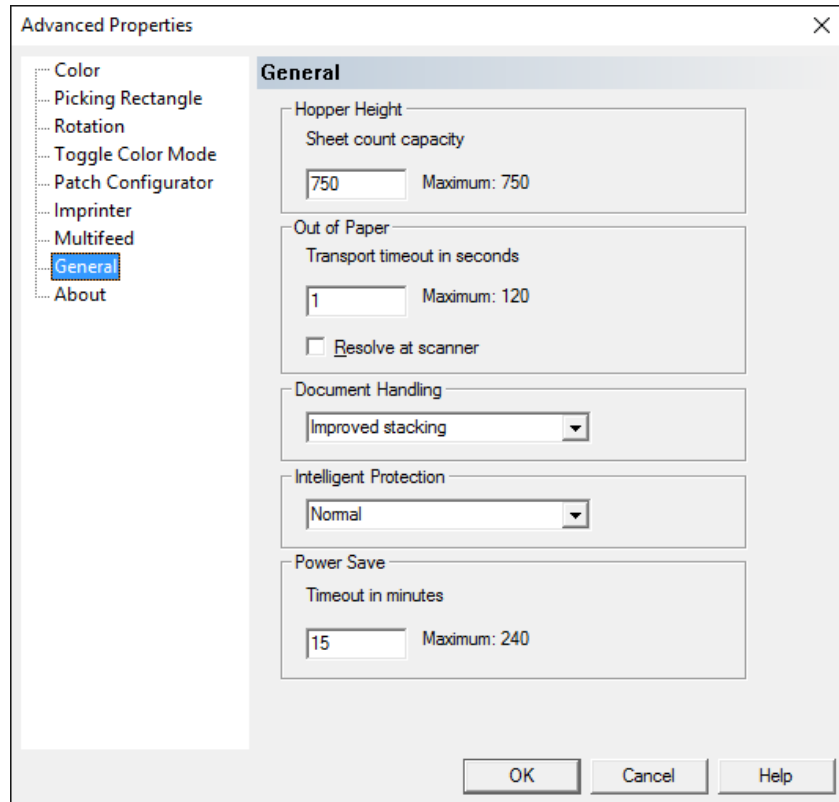 Advanced Properties
Color
Picking Rectangle
Rotation
Toggle Color Mode
Patch Configurator
Imprinter
Multifeed
General
About
General
Hopper Height
Sheet count capacity
750 Maximum: 750
Out of Paper
Transport timeout in seconds
1 Maximum: 120
Resolve at scanner
Document Handling
Improved stacking
Intelligent Protection
Normal
Power Save
Timeout in minutes
15 Maximum: 240
OK Cancel Help